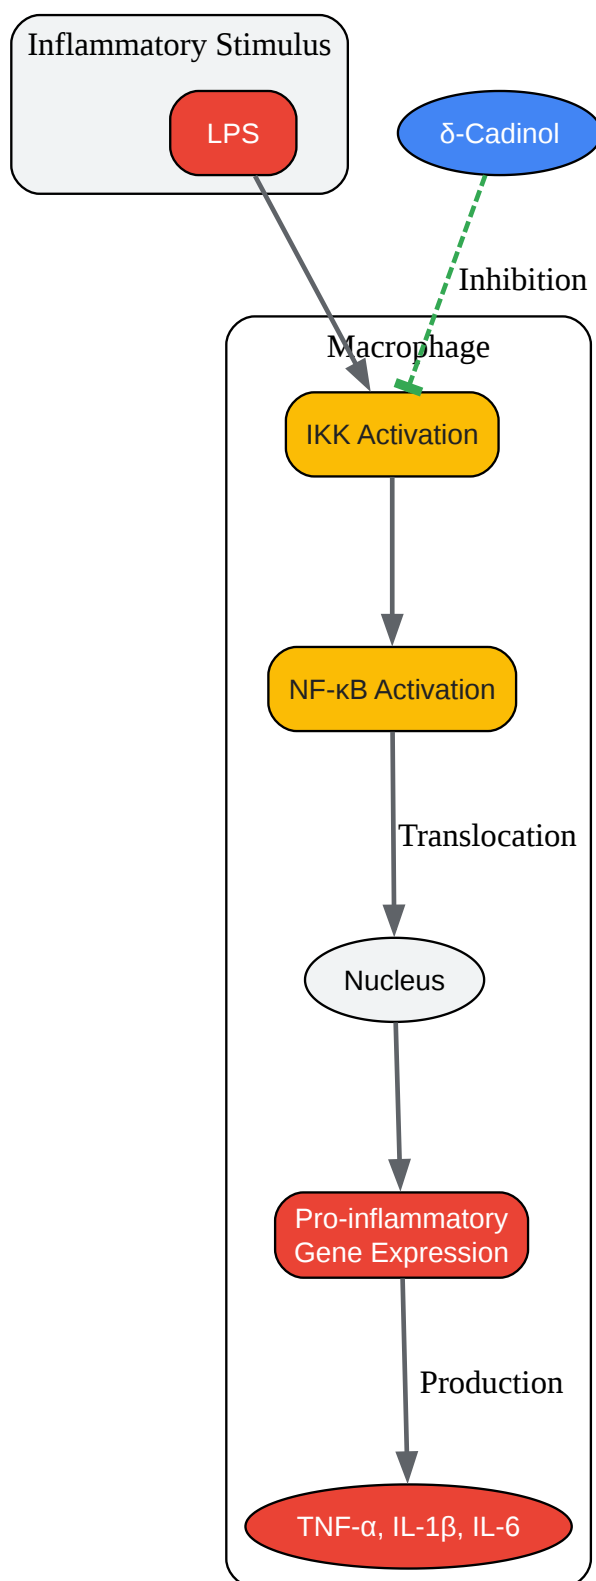 Inflammatory Stimulus
LPS
δ-Cadinol
Inhibition
Macrophage
IKK Activation
NF-κB Activation
Translocation
Nucleus
Pro-inflammatory
Gene Expression
Production
TNF-α, IL-1β, IL-6